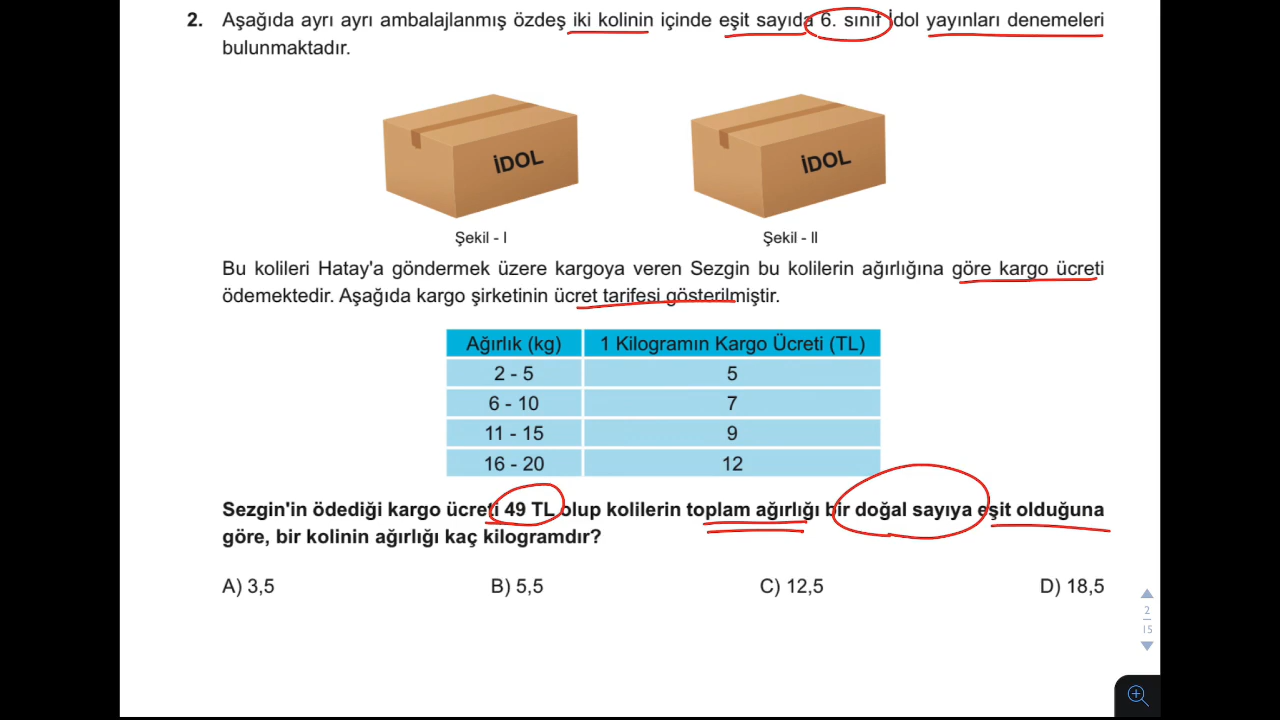 2. Aşağıda ayrı ayrı ambalajlanmış özdeş iki kolinin içinde eşit sayıda 6. sınıf İdol yayınları denemeleri
bulunmaktadır.
İDOL
İDOL
Şekil - I
Şekil - II
Bu kolileri Hatay'a göndermek üzere kargoya veren Sezgin bu kolilerin ağırlığına göre kargo ücreti
ödemektedir. Aşağıda kargo şirketinin ücret tarifesi gösterilmiştir.
Ağırlık (kg) 1 Kilogramın Kargo Ücreti (TL)
2 - 5 5
6 - 10 7
11 - 15 9
16 - 20 12
Sezgin'in ödediği kargo ücreti 49 TL olup kolilerin toplam ağırlığı bir doğal sayıya eşit olduğuna
göre, bir kolinin ağırlığı kaç kilogramdır?
A) 3,5 B) 5,5 C) 12,5 D) 18,5
2
15